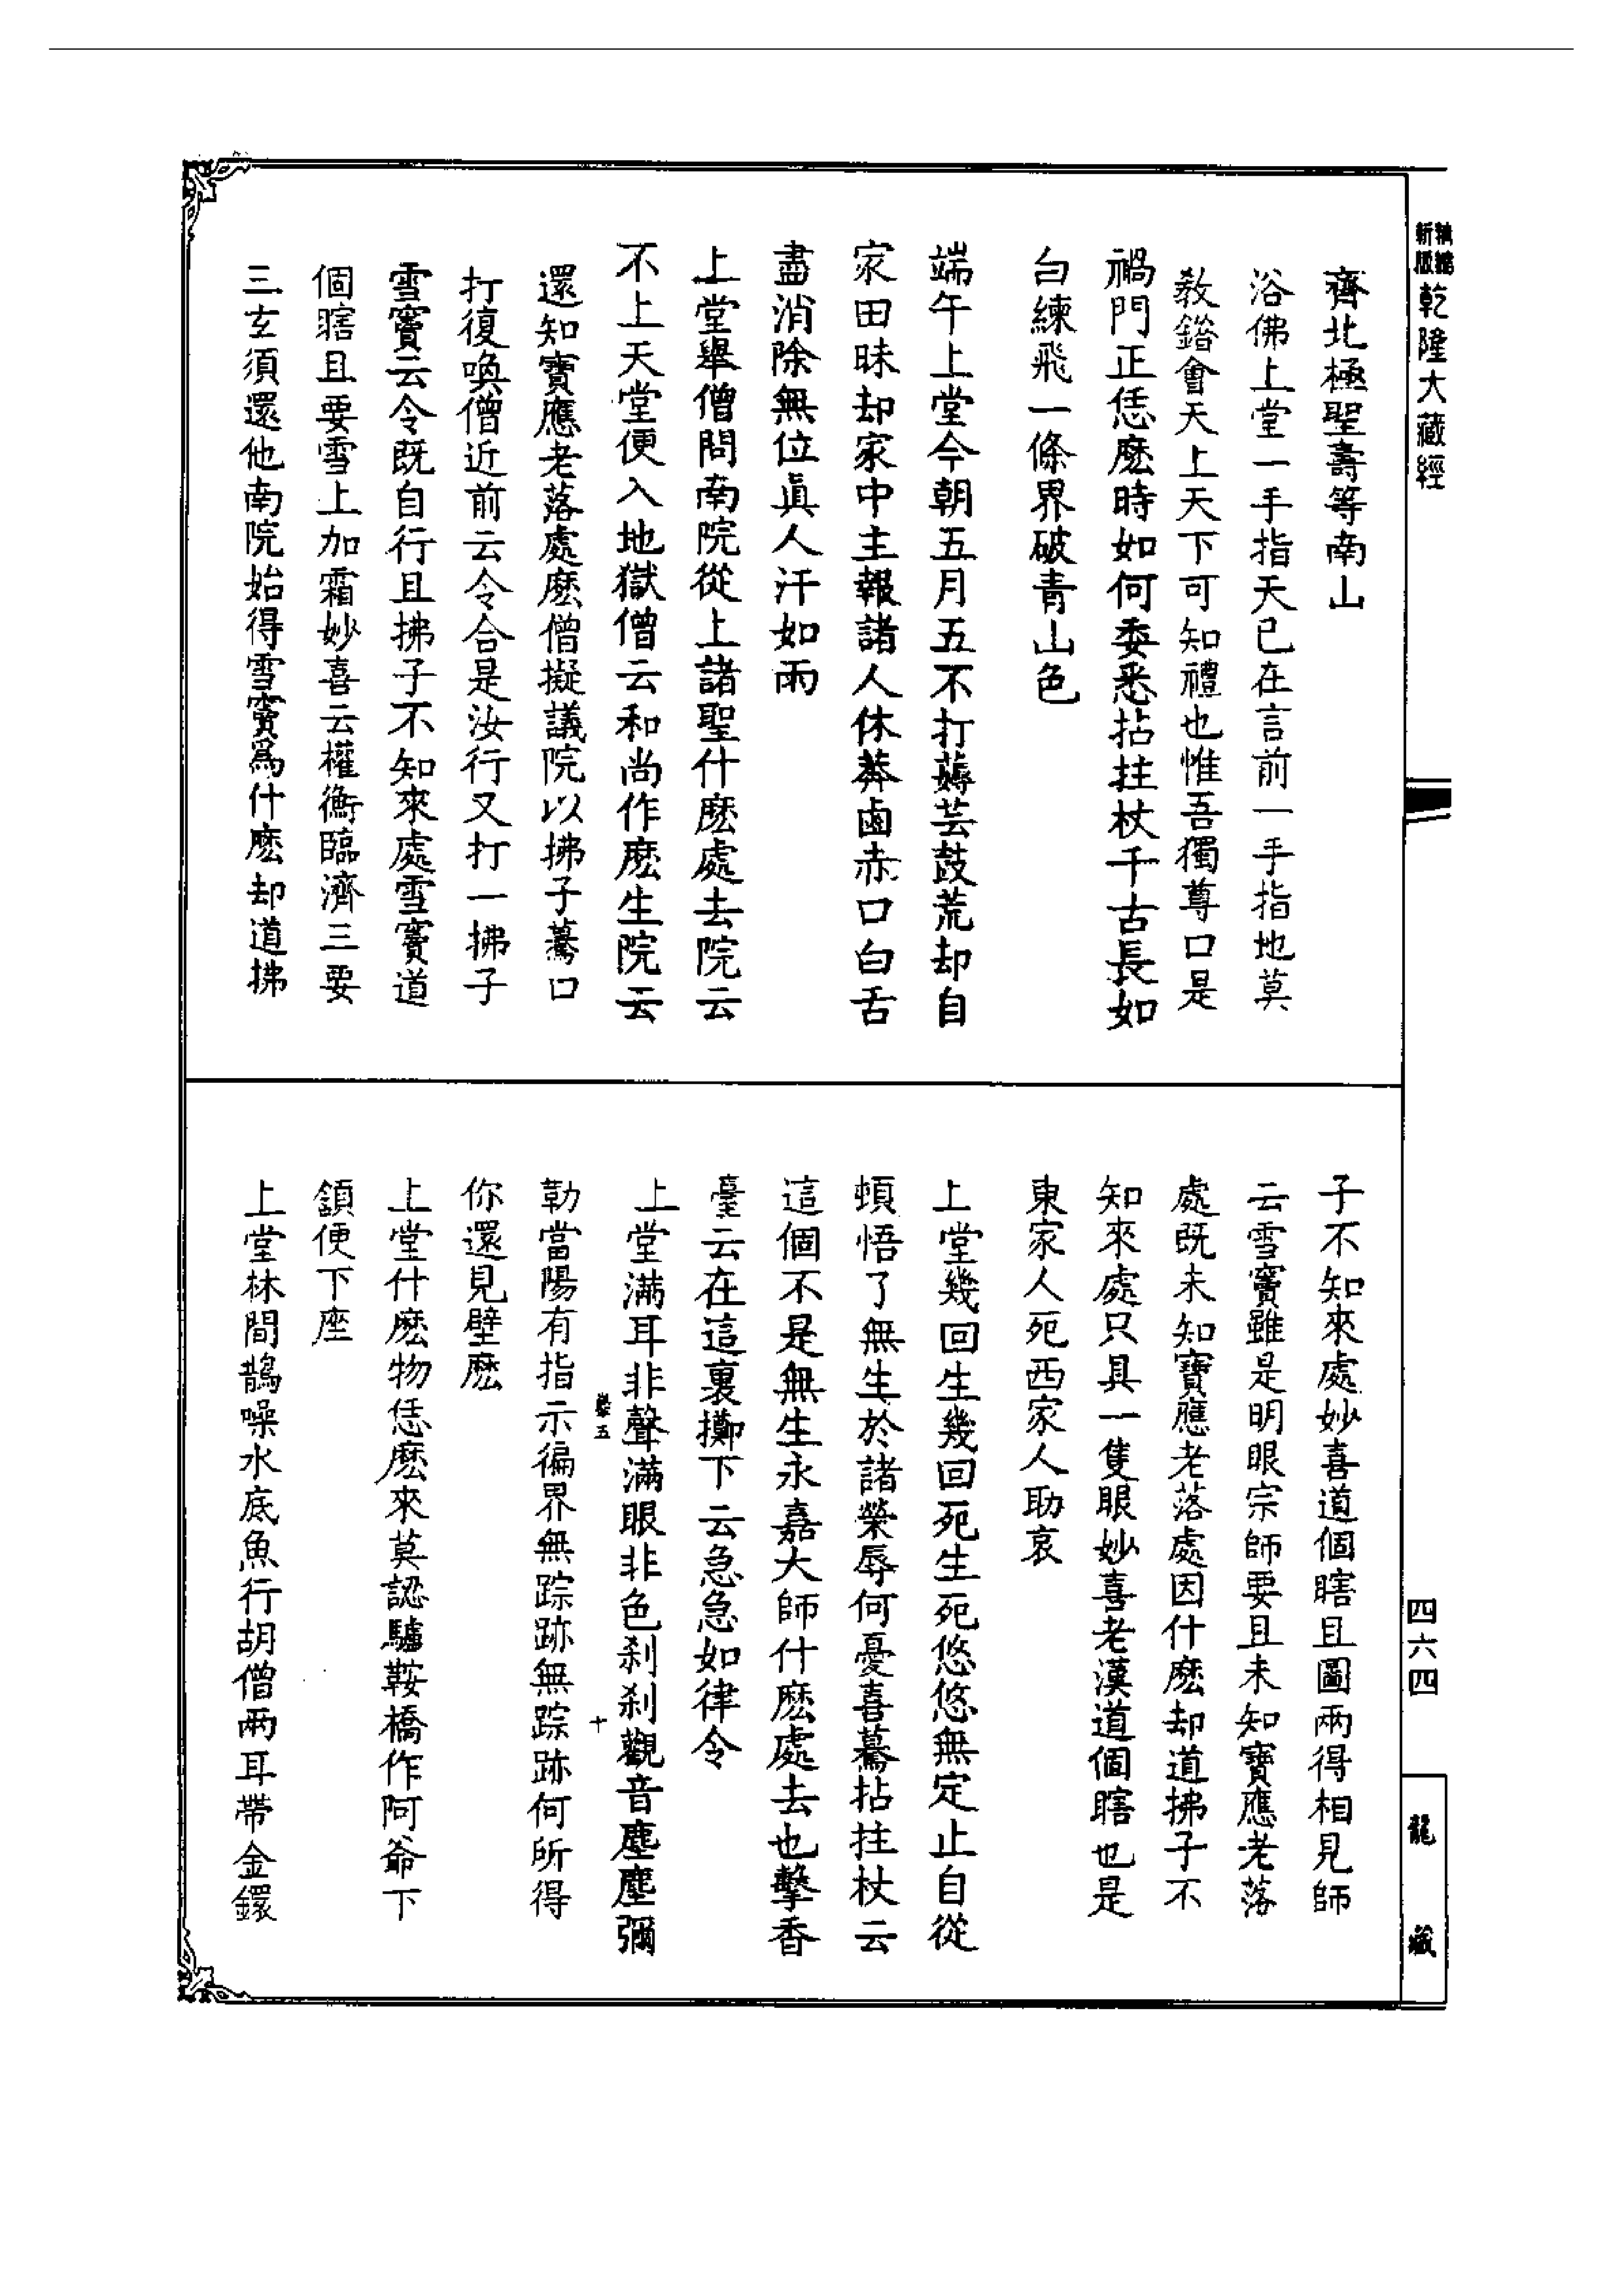 新版精縮乾隆大藏經
齊北極聖壽等南山
浴佛上堂一手指天已在言前一手指地莫
教錯會天上天下可知禮也惟吾獨尊口是
禍門正恁麽時如何委悉拈拄杖千古長如
白練飛一條界破青山色
端午上堂今朝五月五不打薅芸鼓荒却自
家田昧却家中主報諸人休莽鹵赤口白舌
盡消除無位眞人汗如雨
上堂舉僧問南院從上諸聖什麽處去院云
不上天堂便入地獄僧云和尚作麽生院云
還知寶應老落處麽僧擬議院以拂子驀口
打復喚僧近前云令合是汝行又打一拂子
雪竇云令既自行且拂子不知來處雪竇道
個瞎且要雪上加霜妙喜云權衡臨濟三要
三玄須還他南院始得雪竇爲什麽却道拂
子不知來處妙喜道個瞎且圖兩得相見師
云雪竇雖是明眼宗師要且未知寶應老落
處既未知寶應老落處因什麽却道拂子不
知來處只具一隻眼妙喜老漢道個瞎也是
東家人死西家人助哀
上堂幾回生幾回死生死悠悠無定止自從
頓悟了無生於諸榮辱何憂喜驀拈拄杖云
這個不是無生永嘉大師什麽處去也擊香
臺云在這裏擲下云急急如律令
上堂滿耳非聲滿眼非色刹刹觀音塵塵彌
五 十
勒當陽有指示徧界無踪跡無踪跡何所得
你還見壁麽
上堂什麽物恁麽來莫認驢鞍橋作阿爺下
頷便下座
上堂林間鵲噪水底魚行胡僧兩耳帶金鐶
四六四
龍藏